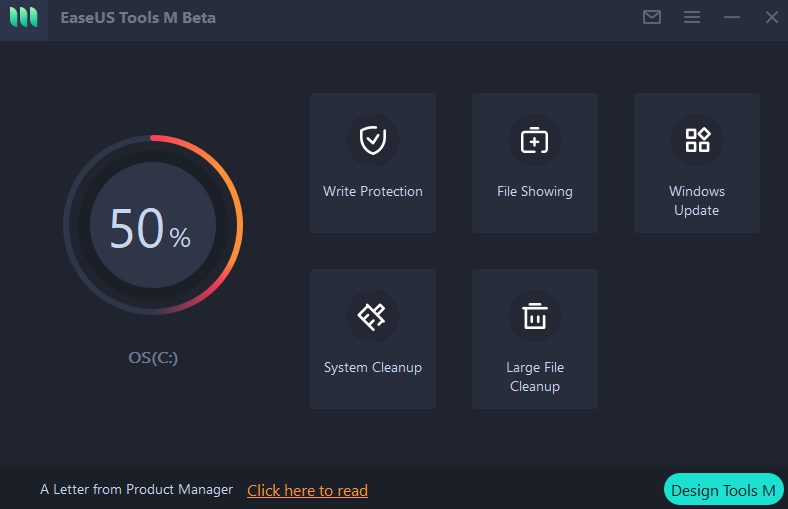 EaseUS Tools M Beta
50 %
OS(C:)
Write Protection
File Showing
Windows
Update
System Cleanup
Large File
Cleanup
A Letter from Product Manager Click here to read
Design Tools M